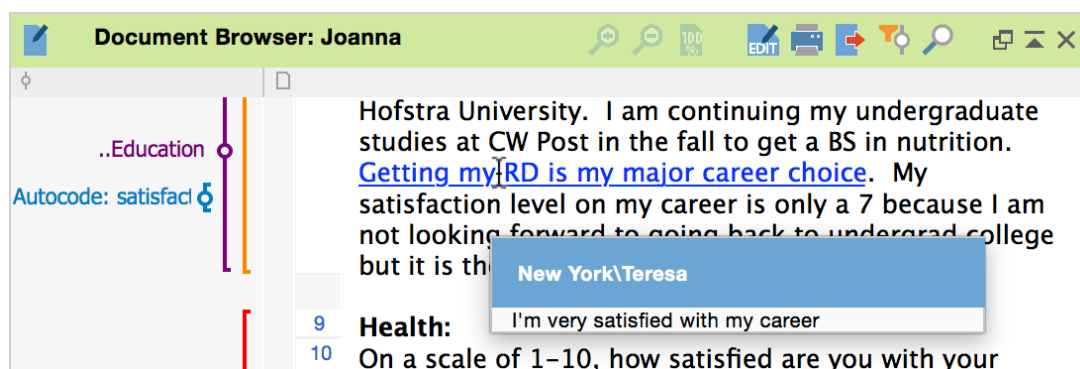 Document Browser: Joanna
100 %
EDIT
Hofstra University.  I am continuing my undergraduate
studies at CW Post in the fall to get a BS in nutrition.
..Education
Getting my RD is my major career choice.  My
Autocode: satisfact
satisfaction level on my career is only a 7 because I am
not looking forward to going back to undergrad college
but it is the
New York\Teresa
I'm very satisfied with my career
9 Health:
10 On a scale of 1–10, how satisfied are you with your